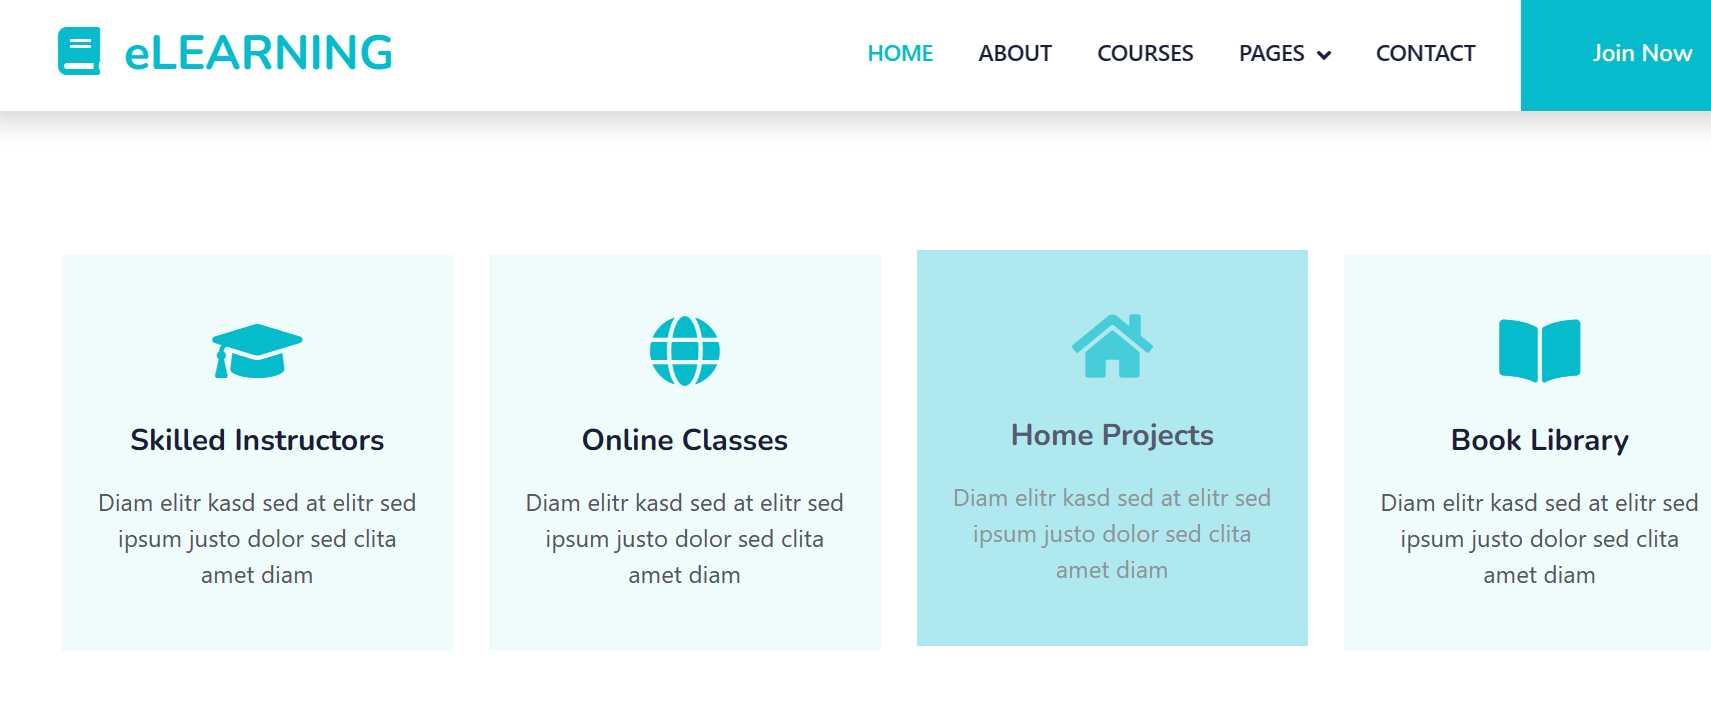 eLEARNING
HOME ABOUT COURSES PAGES CONTACT Join Now
Skilled Instructors
Diam elitr kasd sed at elitr sed
ipsum justo dolor sed clita
amet diam
Online Classes
Diam elitr kasd sed at elitr sed
ipsum justo dolor sed clita
amet diam
Home Projects
Diam elitr kasd sed at elitr sed
ipsum justo dolor sed clita
amet diam
Book Library
Diam elitr kasd sed at elitr sed
ipsum justo dolor sed clita
amet diam